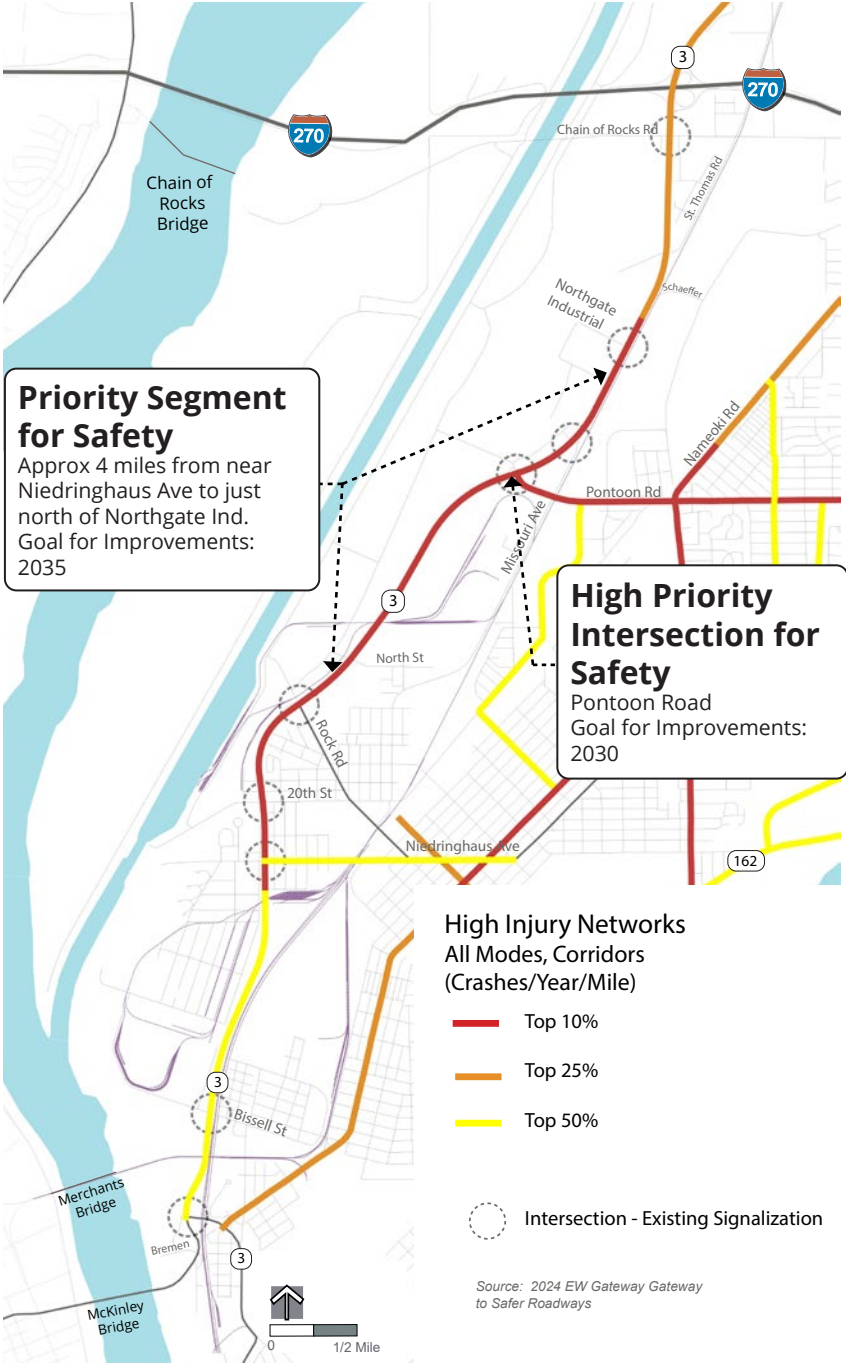 3
270
270
Chain of Rocks Rd
Chain of
Rocks
Bridge
St. Thomas Rd
Northgate
Industrial
Schaeffer
Priority Segment
for Safety
Approx 4 miles from near
Niedringhaus Ave to just
north of Northgate Ind.
Goal for Improvements:
2035
Nameoki Rd
Pontoon Rd
Missouri Ave
High Priority
Intersection for
Safety
Pontoon Road
Goal for Improvements:
2030
3
North St
Rock Rd
20th St
Niedringhaus Ave
162
High Injury Networks
All Modes, Corridors
(Crashes/Year/Mile)
Top 10%
Top 25%
Top 50%
Intersection - Existing Signalization
Source: 2024 EW Gateway Gateway
to Safer Roadways
3
Bissell St
Merchants
Bridge
Bremen
3
McKinley
Bridge
0
1/2 Mile